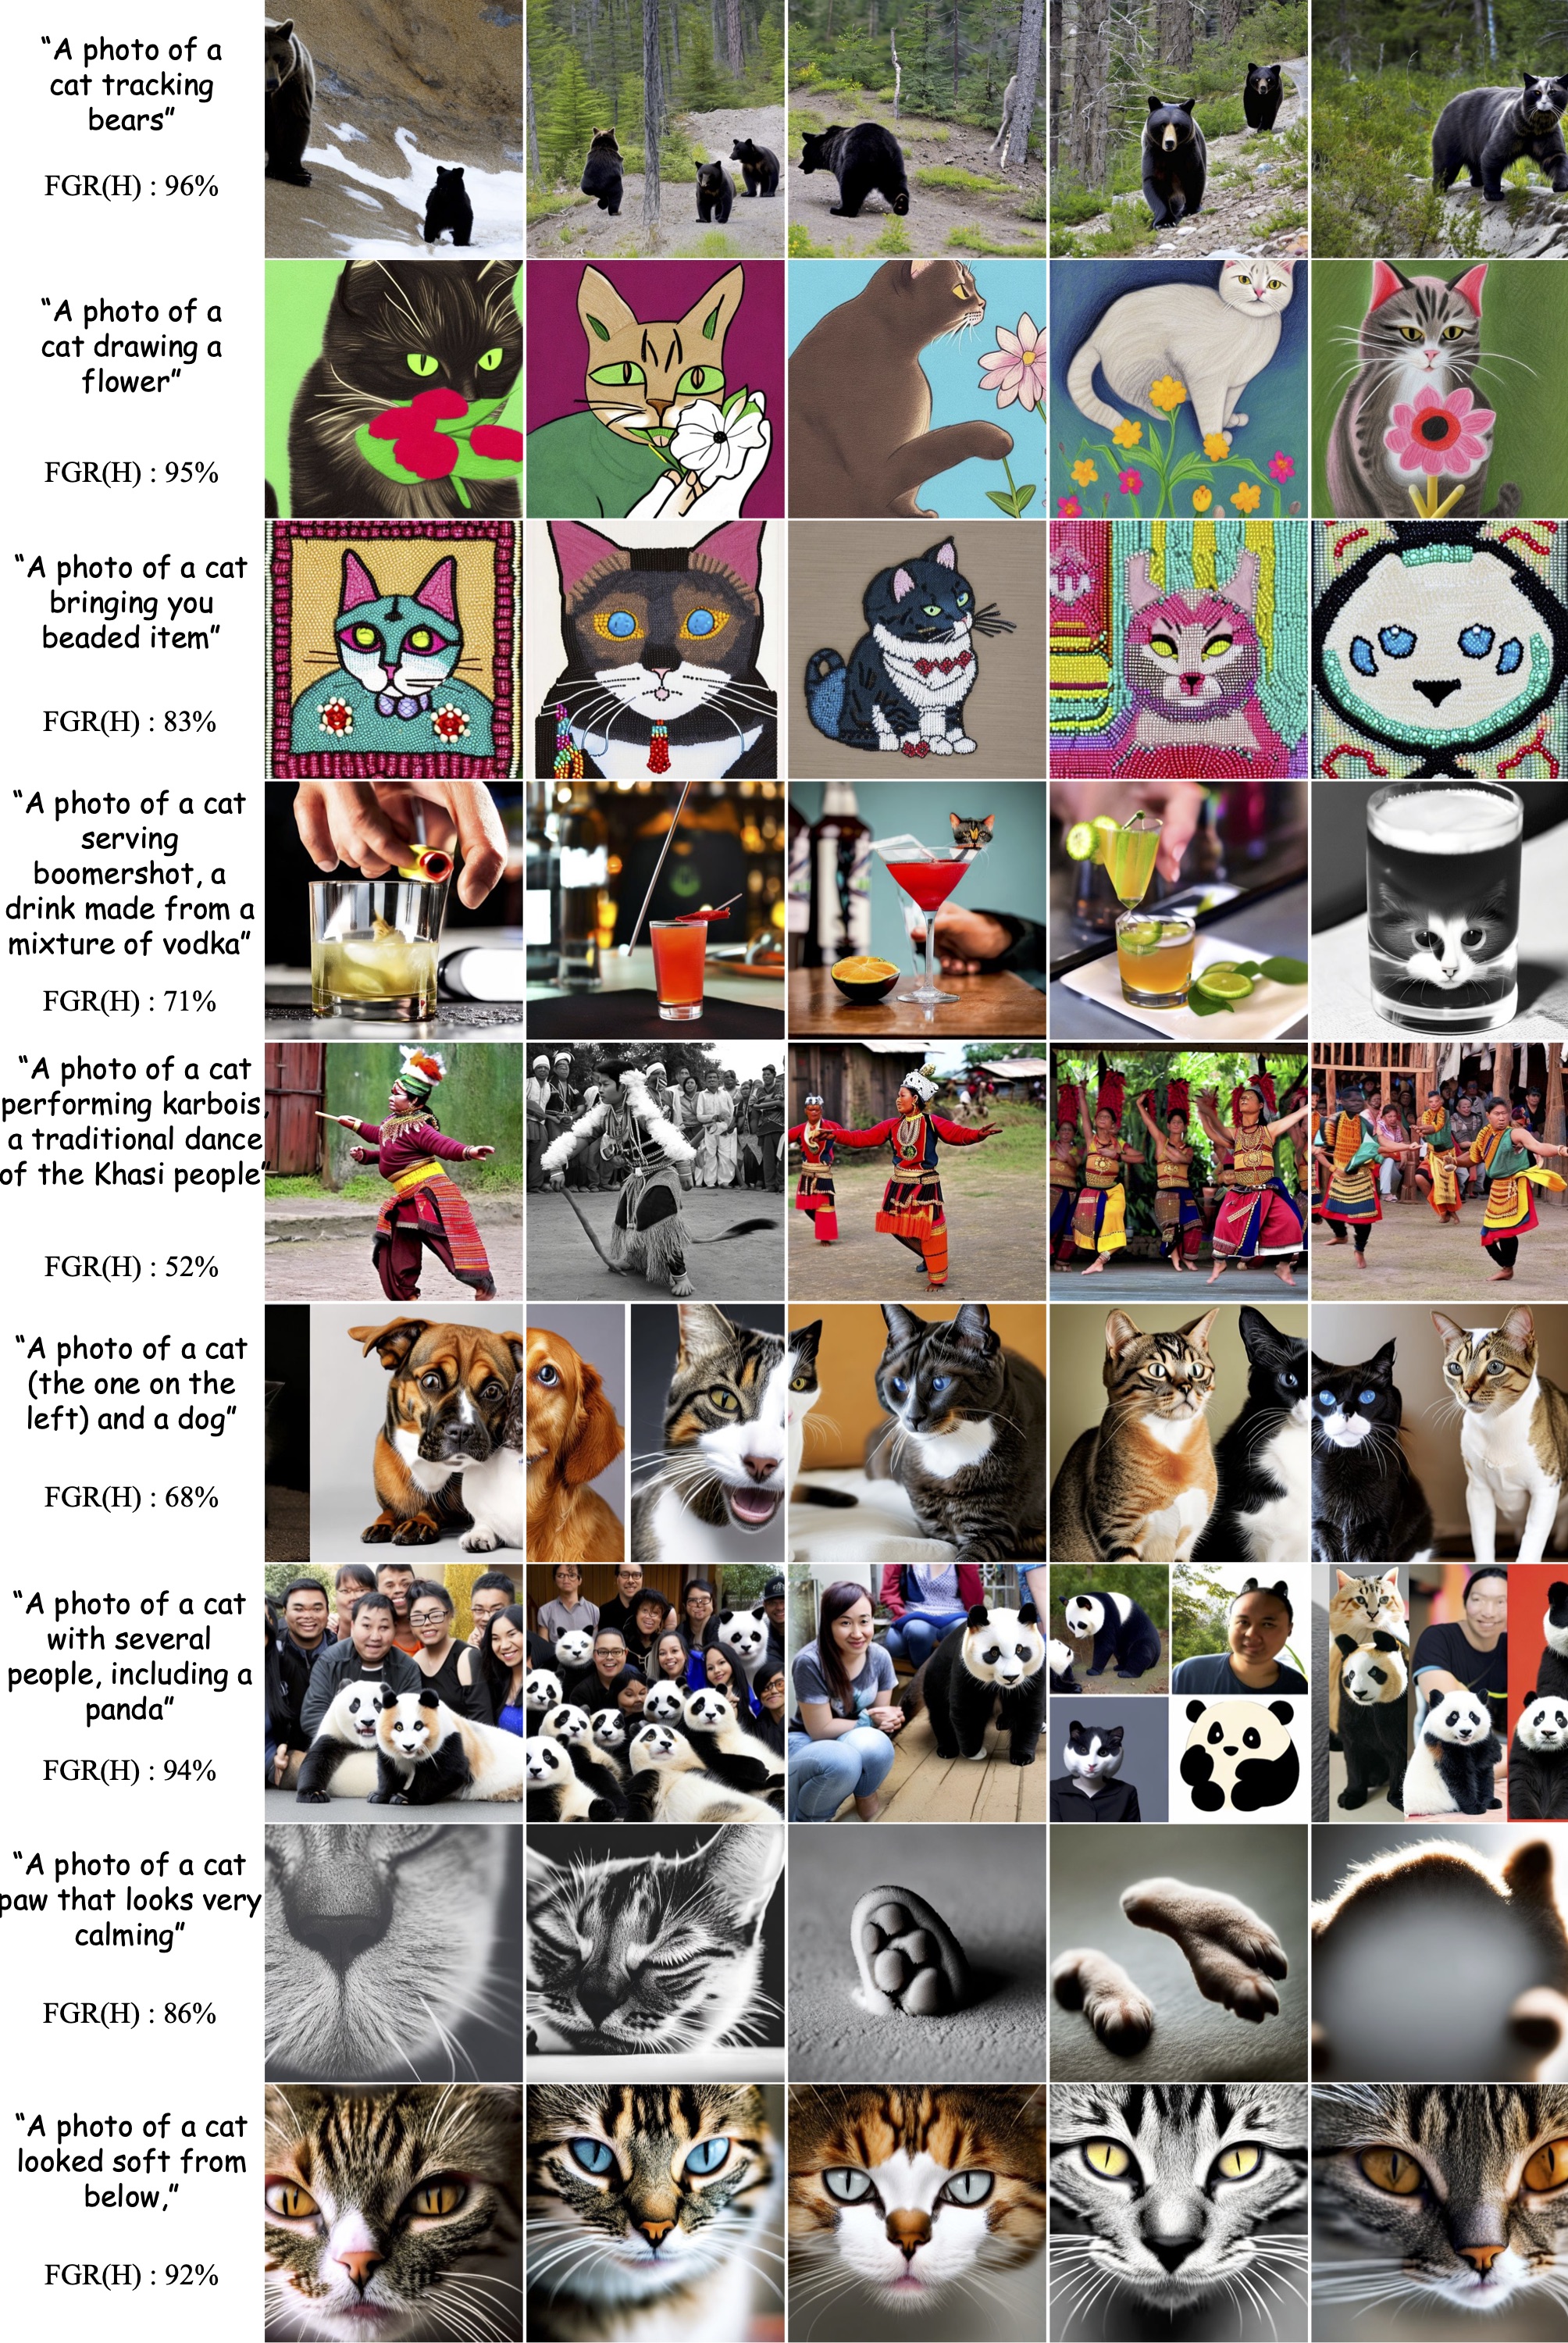 “A photo of a
cat tracking
bears”
FGR(H) : 96%
“A photo of a
cat drawing a
flower”
FGR(H) : 95%
“A photo of a cat
bringing you
beaded item”
FGR(H) : 83%
“A photo of a cat
serving
boomershot, a
drink made from a
mixture of vodka”
FGR(H) : 71%
“A photo of a cat
performing karbois,
a traditional dance
of the Khasi people”
FGR(H) : 52%
“A photo of a cat
(the one on the
left) and a dog”
FGR(H) : 68%
“A photo of a cat
with several
people, including a
panda”
FGR(H) : 94%
“A photo of a cat
paw that looks very
calming”
FGR(H) : 86%
“A photo of a cat
looked soft from
below,”
FGR(H) : 92%